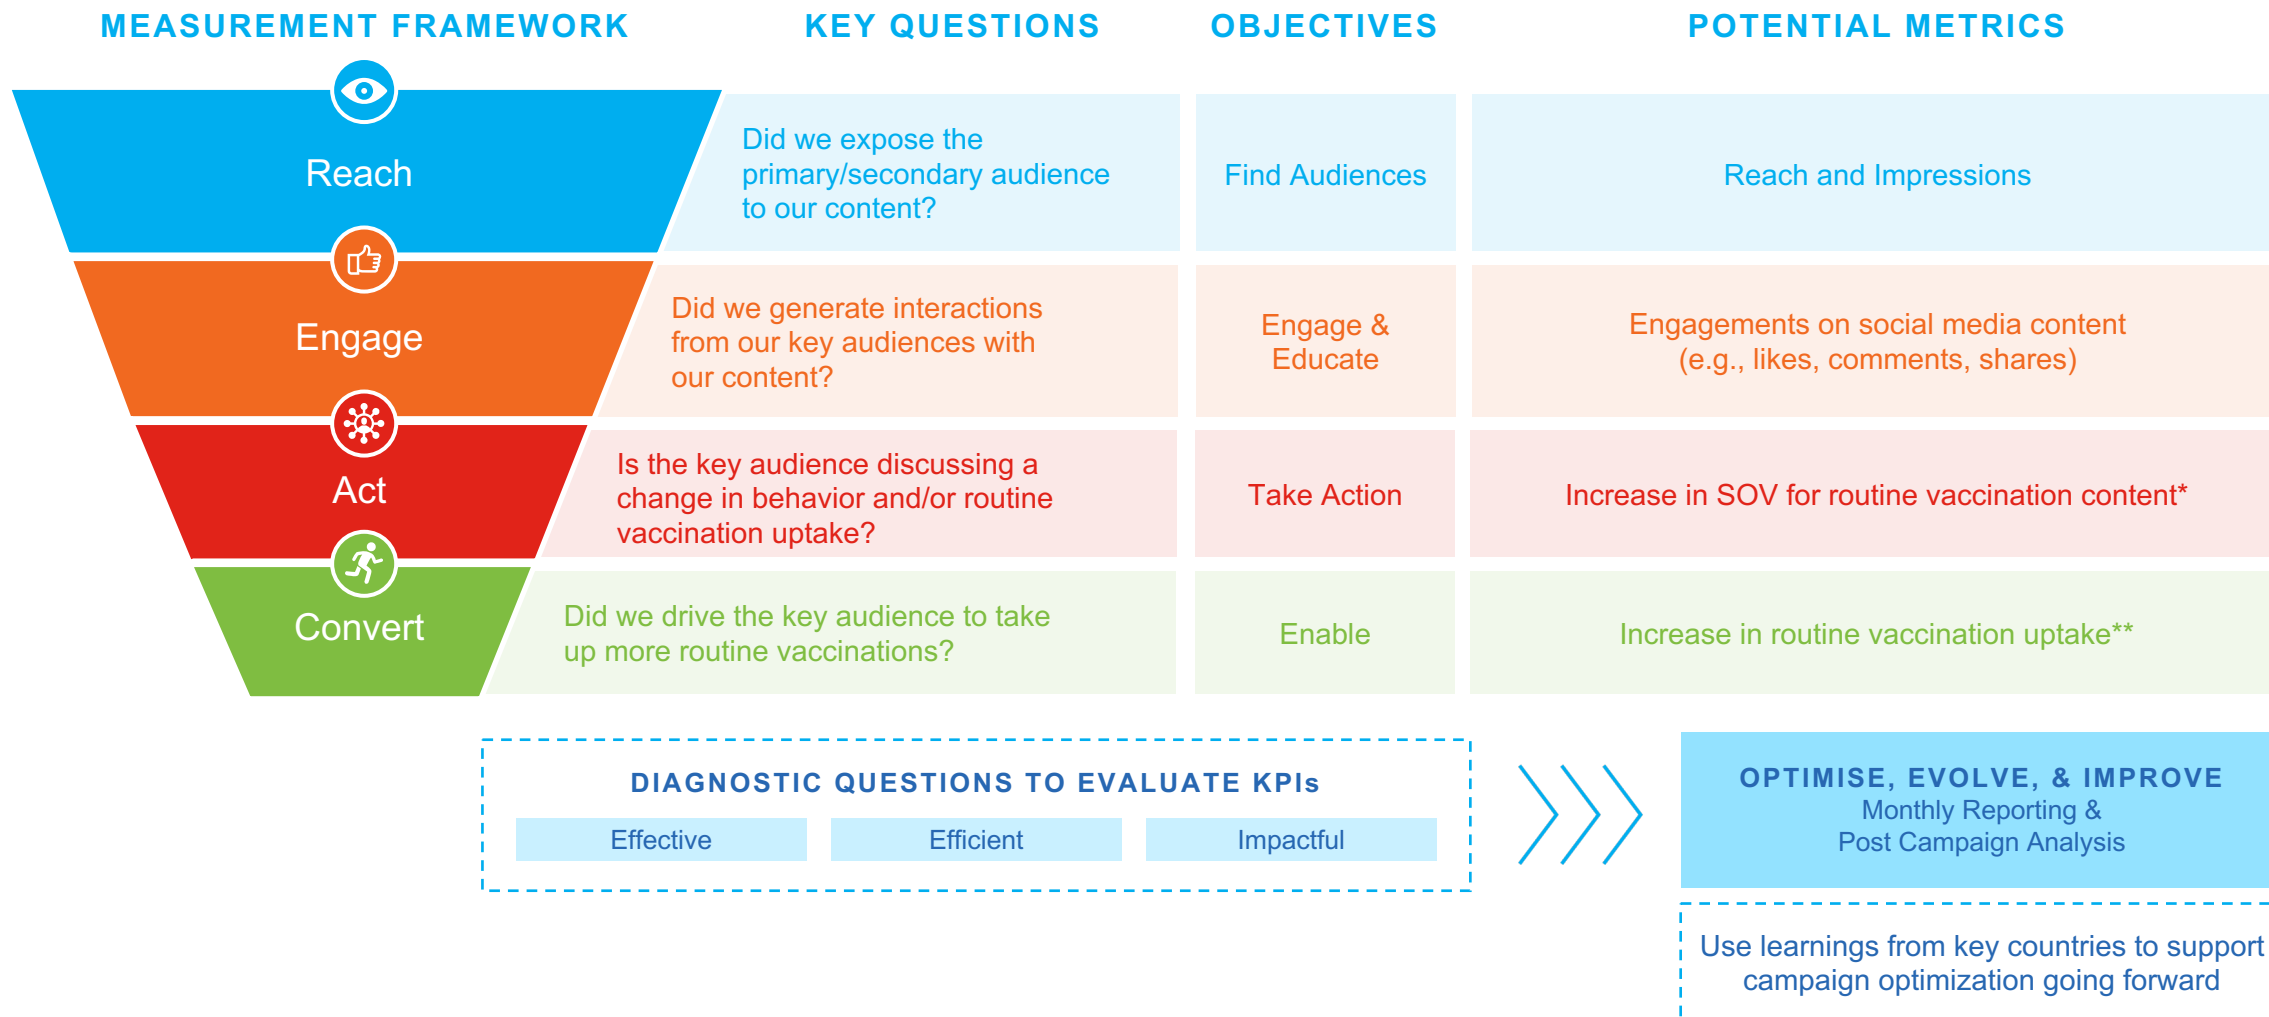 MEASUREMENT FRAMEWORK
KEY QUESTIONS
OBJECTIVES
POTENTIAL METRICS
Reach
Did we expose the
primary/secondary audience
to our content?
Find Audiences
Reach and Impressions
Engage
Did we generate interactions
from our key audiences with
our content?
Engage &
Educate
Engagements on social media content
(e.g., likes, comments, shares)
Act
Is the key audience discussing a
change in behavior and/or routine
vaccination uptake?
Take Action
Increase in SOV for routine vaccination content*
Convert
Did we drive the key audience to take
up more routine vaccinations?
Enable
Increase in routine vaccination uptake**
DIAGNOSTIC QUESTIONS TO EVALUATE KPIs
Effective
Efficient
Impactful
OPTIMISE, EVOLVE, & IMPROVE
Monthly Reporting &
Post Campaign Analysis
Use learnings from key countries to support
campaign optimization going forward